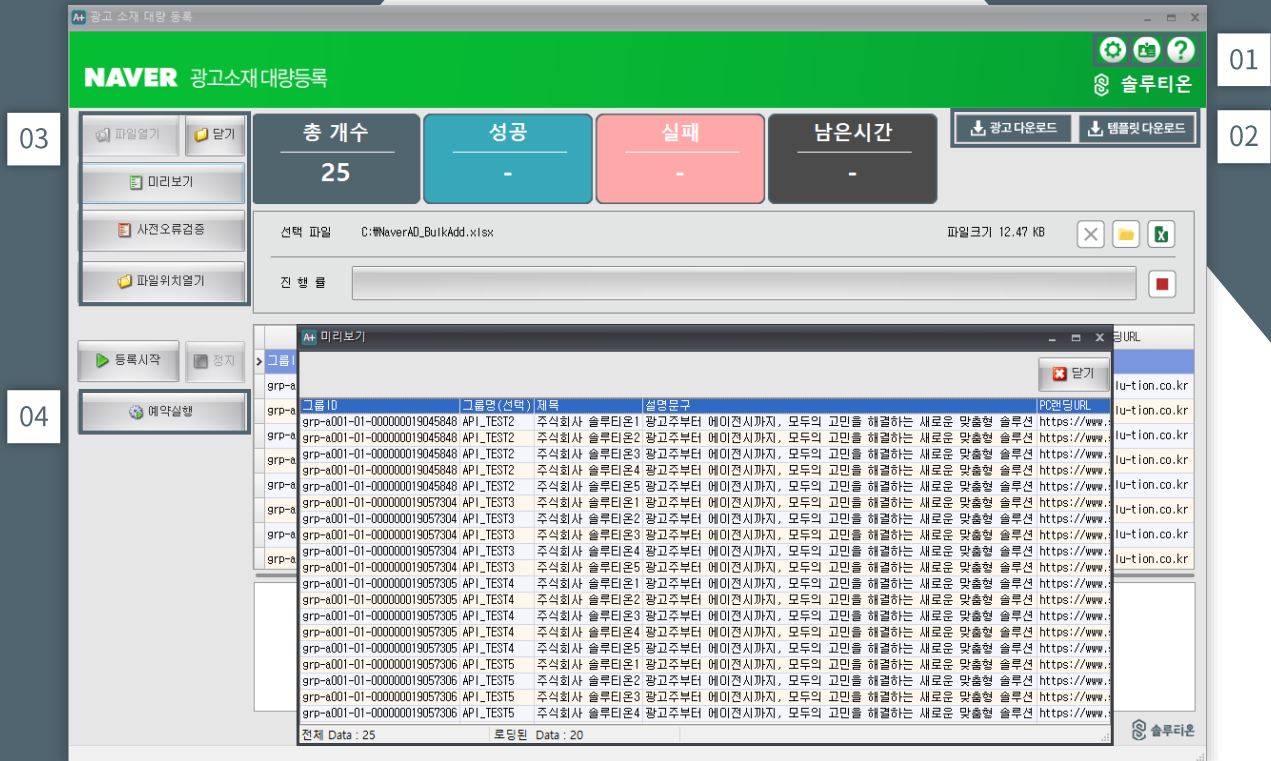 A+ 광고 소재 대량 등록
NAVER 광고소재 대량등록
솔루티온
01
02
03
04
파일열기 닫기
미리보기
사전오류검증
파일위치열기
등록시작 정지
예약실행
총 개수
25
성공
-
실패
-
남은시간
-
광고 다운로드 템플릿 다운로드
선택 파일 C:₩NaverAD_BulkAdd.xlsx 파일크기 12.47 KB
진 행 률
딩URL
그룹I
grp-a lu-tion.co.kr
grp-a lu-tion.co.kr
grp-a lu-tion.co.kr
grp-a lu-tion.co.kr
grp-a lu-tion.co.kr
grp-a lu-tion.co.kr
grp-a lu-tion.co.kr
grp-a lu-tion.co.kr
A+ 미리보기
닫기
그룹ID 그룹명(선택) 제목 설명문구 PC랜딩URL
grp-a001-01-000000019045848 API_TEST2 주식회사 솔루티온1 광고주부터 에이전시까지, 모두의 고민을 해결하는 새로운 맞춤형 솔루션 https://www.
grp-a001-01-000000019045848 API_TEST2 주식회사 솔루티온2 광고주부터 에이전시까지, 모두의 고민을 해결하는 새로운 맞춤형 솔루션 https://www.
grp-a001-01-000000019045848 API_TEST2 주식회사 솔루티온3 광고주부터 에이전시까지, 모두의 고민을 해결하는 새로운 맞춤형 솔루션 https://www.
grp-a001-01-000000019045848 API_TEST2 주식회사 솔루티온4 광고주부터 에이전시까지, 모두의 고민을 해결하는 새로운 맞춤형 솔루션 https://www.
grp-a001-01-000000019045848 API_TEST2 주식회사 솔루티온5 광고주부터 에이전시까지, 모두의 고민을 해결하는 새로운 맞춤형 솔루션 https://www.
grp-a001-01-000000019057304 API_TEST3 주식회사 솔루티온1 광고주부터 에이전시까지, 모두의 고민을 해결하는 새로운 맞춤형 솔루션 https://www.
grp-a001-01-000000019057304 API_TEST3 주식회사 솔루티온2 광고주부터 에이전시까지, 모두의 고민을 해결하는 새로운 맞춤형 솔루션 https://www.
grp-a001-01-000000019057304 API_TEST3 주식회사 솔루티온3 광고주부터 에이전시까지, 모두의 고민을 해결하는 새로운 맞춤형 솔루션 https://www.
grp-a001-01-000000019057304 API_TEST3 주식회사 솔루티온4 광고주부터 에이전시까지, 모두의 고민을 해결하는 새로운 맞춤형 솔루션 https://www.
grp-a001-01-000000019057304 API_TEST3 주식회사 솔루티온5 광고주부터 에이전시까지, 모두의 고민을 해결하는 새로운 맞춤형 솔루션 https://www.
grp-a001-01-000000019057305 API_TEST4 주식회사 솔루티온1 광고주부터 에이전시까지, 모두의 고민을 해결하는 새로운 맞춤형 솔루션 https://www.
grp-a001-01-000000019057305 API_TEST4 주식회사 솔루티온2 광고주부터 에이전시까지, 모두의 고민을 해결하는 새로운 맞춤형 솔루션 https://www.
grp-a001-01-000000019057305 API_TEST4 주식회사 솔루티온3 광고주부터 에이전시까지, 모두의 고민을 해결하는 새로운 맞춤형 솔루션 https://www.
grp-a001-01-000000019057305 API_TEST4 주식회사 솔루티온4 광고주부터 에이전시까지, 모두의 고민을 해결하는 새로운 맞춤형 솔루션 https://www.
grp-a001-01-000000019057305 API_TEST4 주식회사 솔루티온5 광고주부터 에이전시까지, 모두의 고민을 해결하는 새로운 맞춤형 솔루션 https://www.
grp-a001-01-000000019057306 API_TEST5 주식회사 솔루티온1 광고주부터 에이전시까지, 모두의 고민을 해결하는 새로운 맞춤형 솔루션 https://www.
grp-a001-01-000000019057306 API_TEST5 주식회사 솔루티온2 광고주부터 에이전시까지, 모두의 고민을 해결하는 새로운 맞춤형 솔루션 https://www.
grp-a001-01-000000019057306 API_TEST5 주식회사 솔루티온3 광고주부터 에이전시까지, 모두의 고민을 해결하는 새로운 맞춤형 솔루션 https://www.
grp-a001-01-000000019057306 API_TEST5 주식회사 솔루티온4 광고주부터 에이전시까지, 모두의 고민을 해결하는 새로운 맞춤형 솔루션 https://www.
전체 Data : 25 로딩된 Data : 20
솔루티온